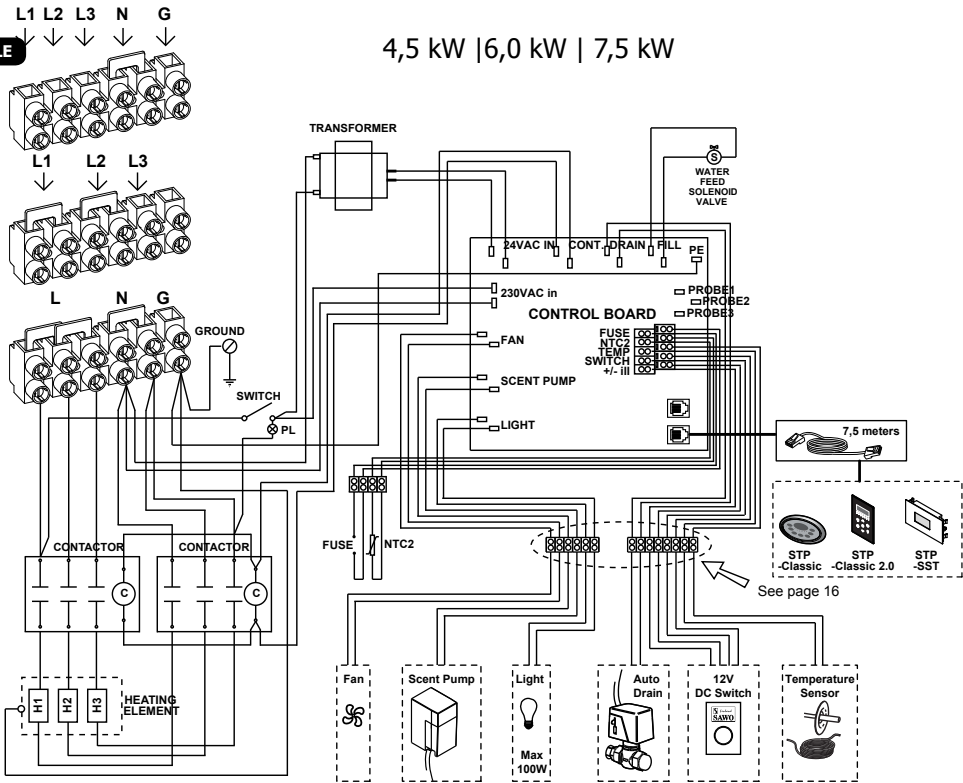 L1 L2 L3 N G
LE
4,5 kW |6,0 kW | 7,5 kW
L1 L2 L3
L N G
GROUND
SWITCH
PL
TRANSFORMER
WATER
FEED
SOLENOID
VALVE
S
24VAC IN
CONT.
DRAIN
FILL
PE
230VAC in
PROBE1
PROBE2
PROBE3
CONTROL BOARD
FAN
SCENT PUMP
LIGHT
FUSE
NTC2
TEMP
SWITCH
+/- ill
7,5 meters
STP
-Classic
STP
-Classic 2.0
STP
-SST
FUSE
NTC2
See page 16
CONTACTOR
C
CONTACTOR
C
H1
H2
H3
HEATING
ELEMENT
Fan
Scent Pump
Light
Max
100W
Auto
Drain
12V
DC Switch
SAWO
Temperature
Sensor